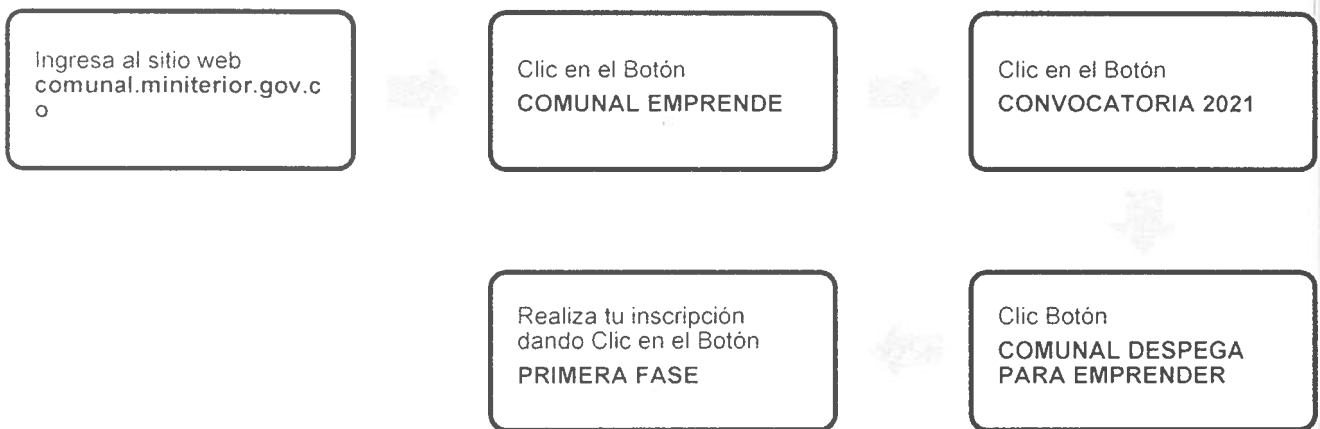 Ingresa al sitio web
comunal.miniterior.gov.c
o
Clic en el Botón
COMUNAL EMPRENDE
Clic en el Botón
CONVOCATORIA 2021
Clic Botón
COMUNAL DESPEGA
PARA EMPRENDER
Realiza tu inscripción
dando Clic en el Botón
PRIMERA FASE